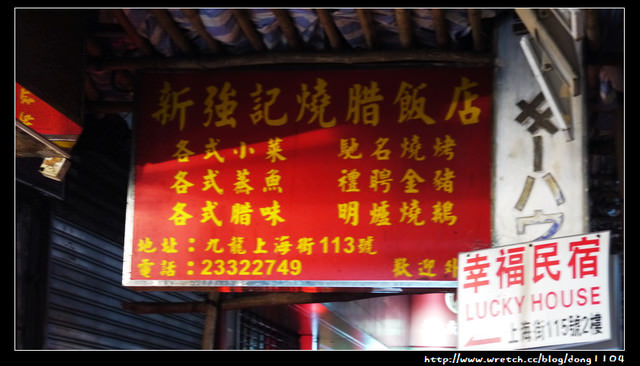 新強記燒腊飯店
各式小菜 馳名燒烤
各式蒸魚 禮聘金豬
各式腊味 明爐燒鵝
地址：九龍上海街113號
電話：23322749 歡迎外
幸福民宿
LUCKY HOUSE
上海街115號2樓
http://www.wretch.cc/blog/dong1104